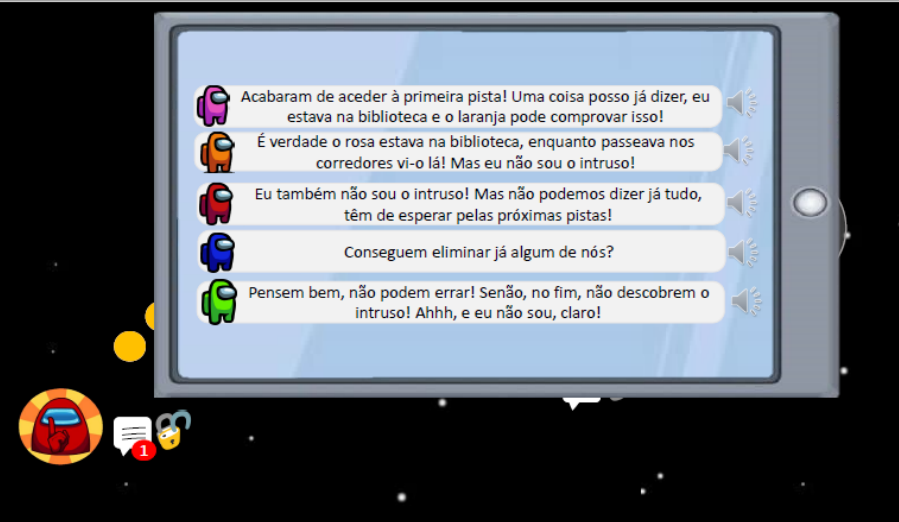 Acabaram de aceder à primeira pista! Uma coisa posso já dizer, eu
estava na biblioteca e o laranja pode comprovar isso!
É verdade o rosa estava na biblioteca, enquanto passeava nos
corredores vi-o lá! Mas eu não sou o intruso!
Eu também não sou o intruso! Mas não podemos dizer já tudo,
têm de esperar pelas próximas pistas!
Conseguem eliminar já algum de nós?
Pensem bem, não podem errar! Senão, no fim, não descobrem o
intruso! Ahhh, e eu não sou, claro!
1